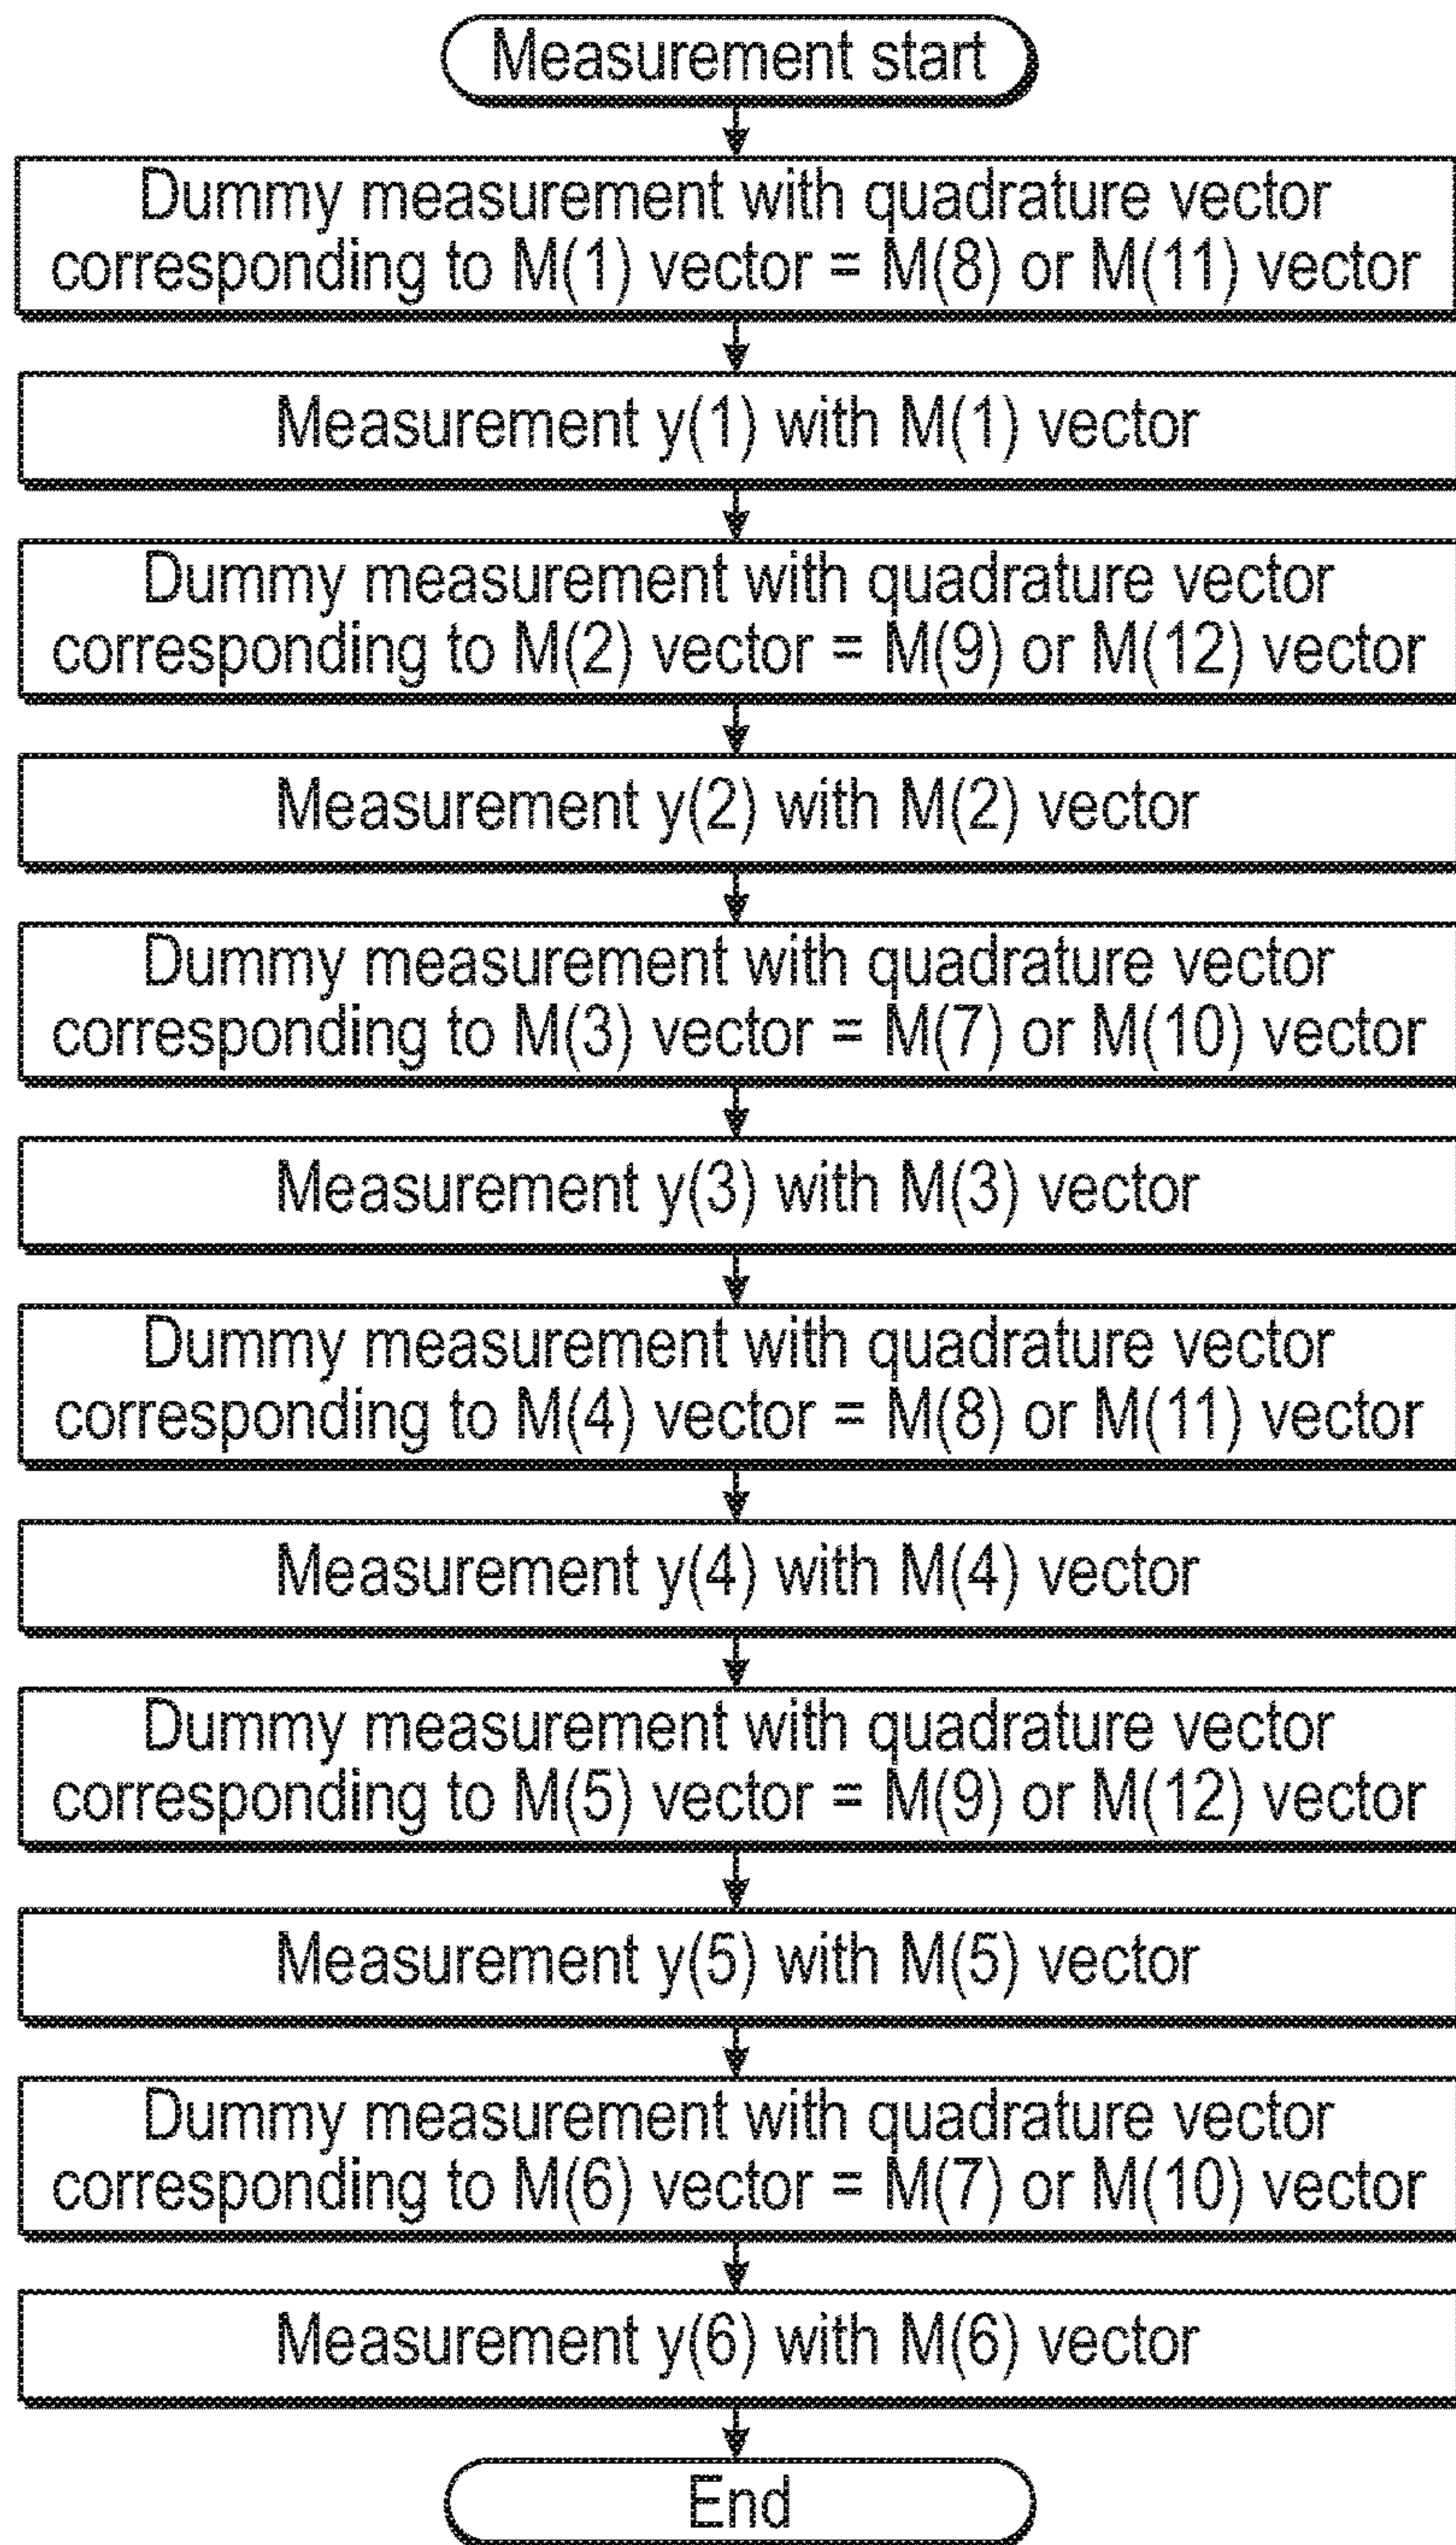 Measurement start
Dummy measurement with quadrature vector
corresponding to M(1) vector = M(8) or M(11) vector
Measurement y(1) with M(1) vector
Dummy measurement with quadrature vector
corresponding to M(2) vector = M(9) or M(12) vector
Measurement y(2) with M(2) vector
Dummy measurement with quadrature vector
corresponding to M(3) vector = M(7) or M(10) vector
Measurement y(3) with M(3) vector
Dummy measurement with quadrature vector
corresponding to M(4) vector = M(8) or M(11) vector
Measurement y(4) with M(4) vector
Dummy measurement with quadrature vector
corresponding to M(5) vector = M(9) or M(12) vector
Measurement y(5) with M(5) vector
Dummy measurement with quadrature vector
corresponding to M(6) vector = M(7) or M(10) vector
Measurement y(6) with M(6) vector
End